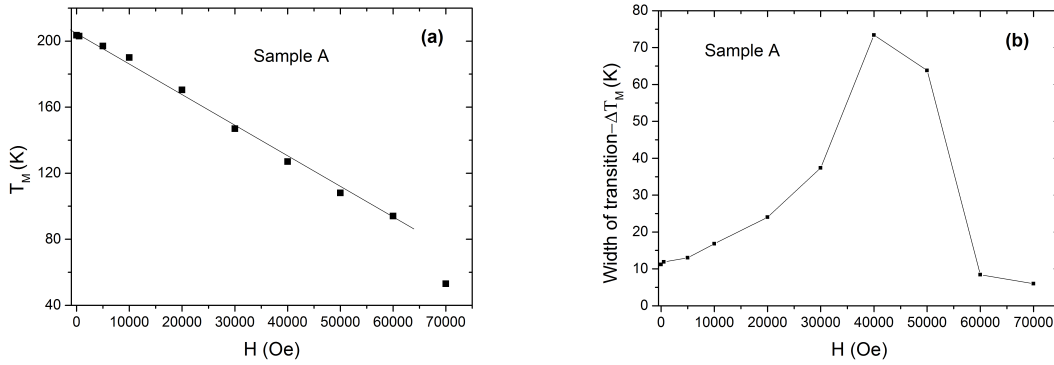 (a)
Sample A
200
160
120
80
40
T_M (K)
0 10000 20000 30000 40000 50000 60000 70000
H (Oe)
(b)
Sample A
80
70
60
50
40
30
20
10
0
Width of transition–ΔT_M (K)
0 10000 20000 30000 40000 50000 60000 70000
H (Oe)